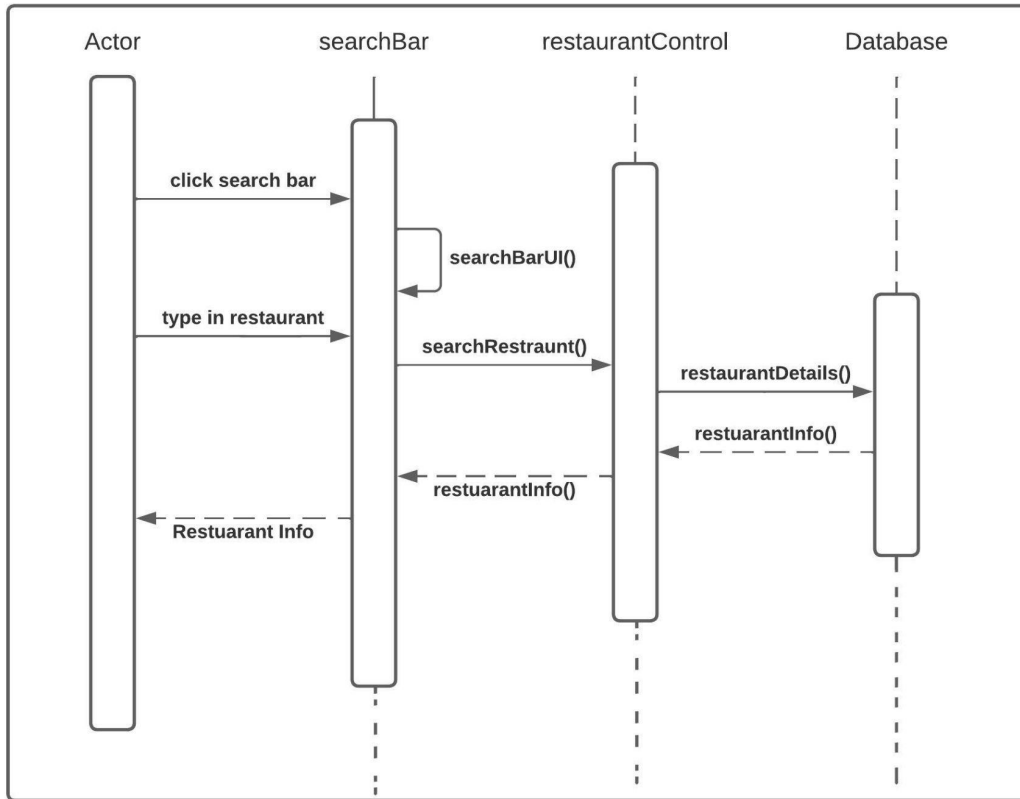 Actor
searchBar
restaurantControl
Database
click search bar
searchBarUI()
type in restaurant
searchRestraunt()
restaurantDetails()
restuarantInfo()
restuarantInfo()
Restuarant Info